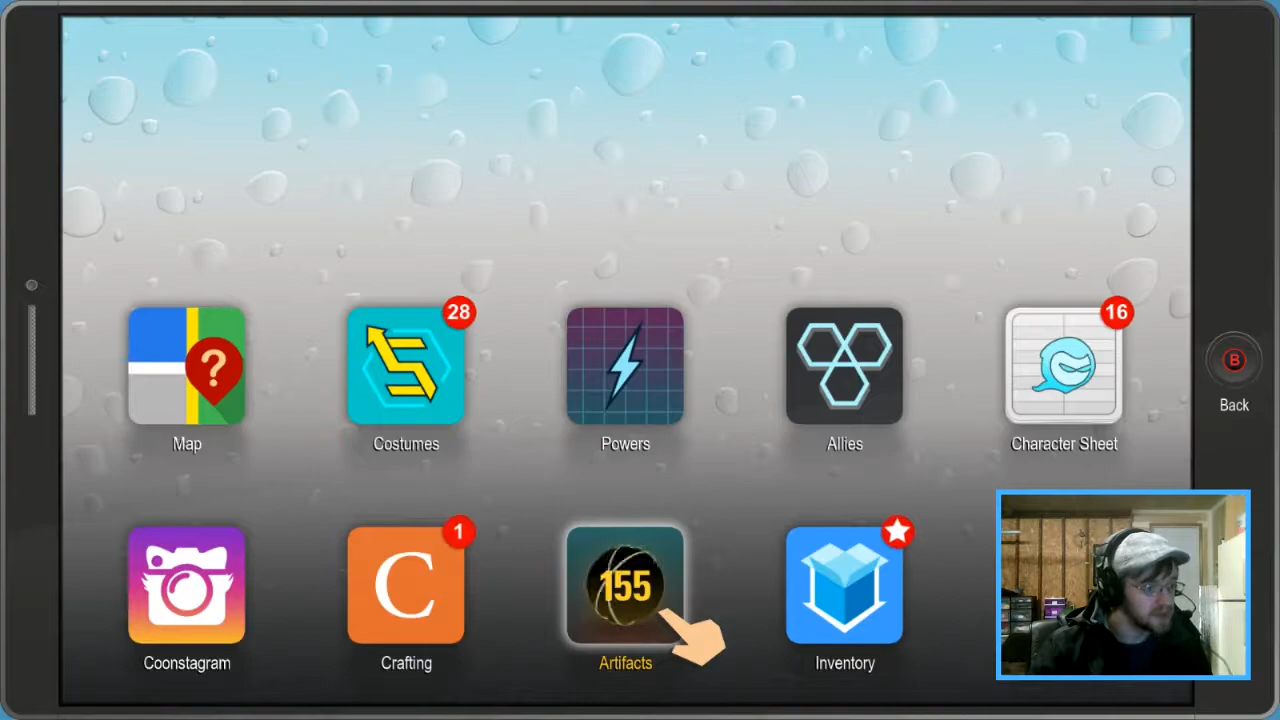 28
16
?
Map
Costumes
Powers
Allies
Character Sheet
B
Back
1
C
155
Coonstagram
Crafting
Artifacts
Inventory